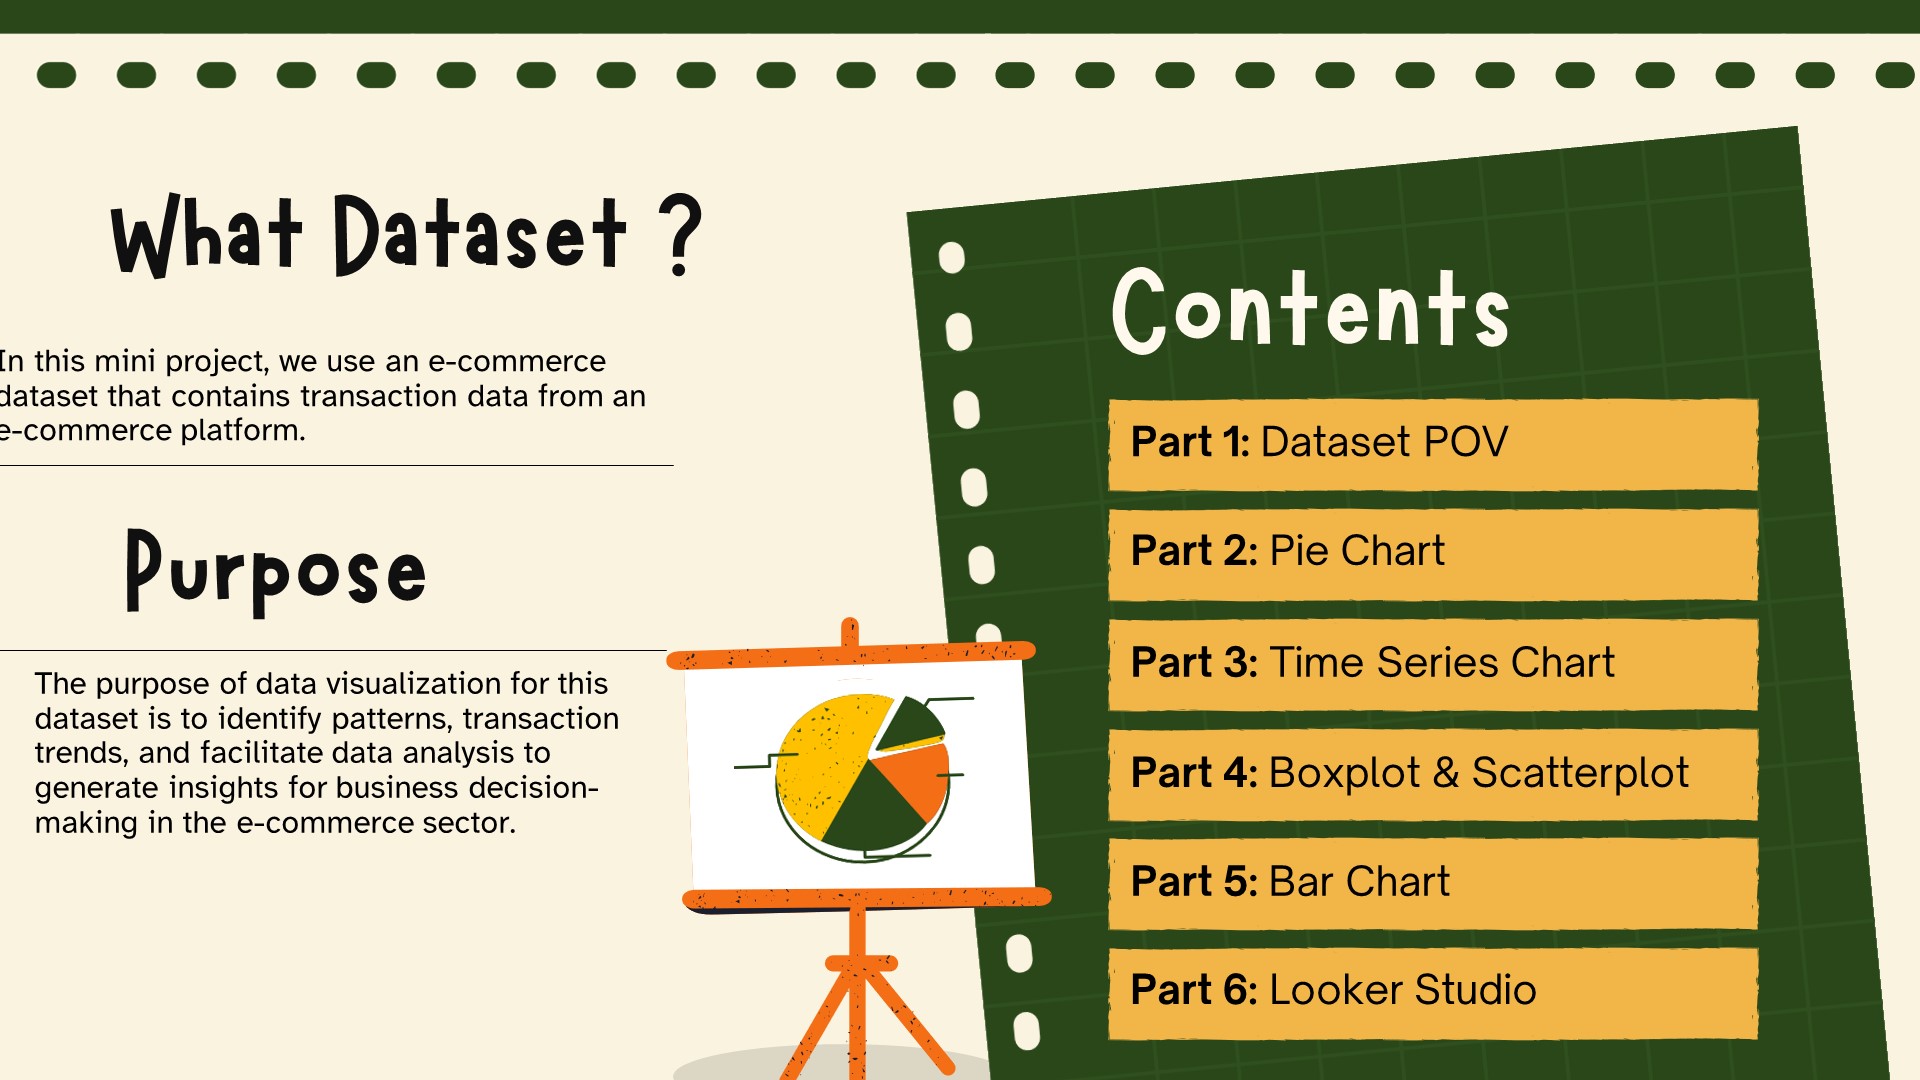 What Dataset ?
In this mini project, we use an e-commerce
dataset that contains transaction data from an
e-commerce platform.
Purpose
The purpose of data visualization for this
dataset is to identify patterns, transaction
trends, and facilitate data analysis to
generate insights for business decision-
making in the e-commerce sector.
Contents
Part 1: Dataset POV
Part 2: Pie Chart
Part 3: Time Series Chart
Part 4: Boxplot & Scatterplot
Part 5: Bar Chart
Part 6: Looker Studio